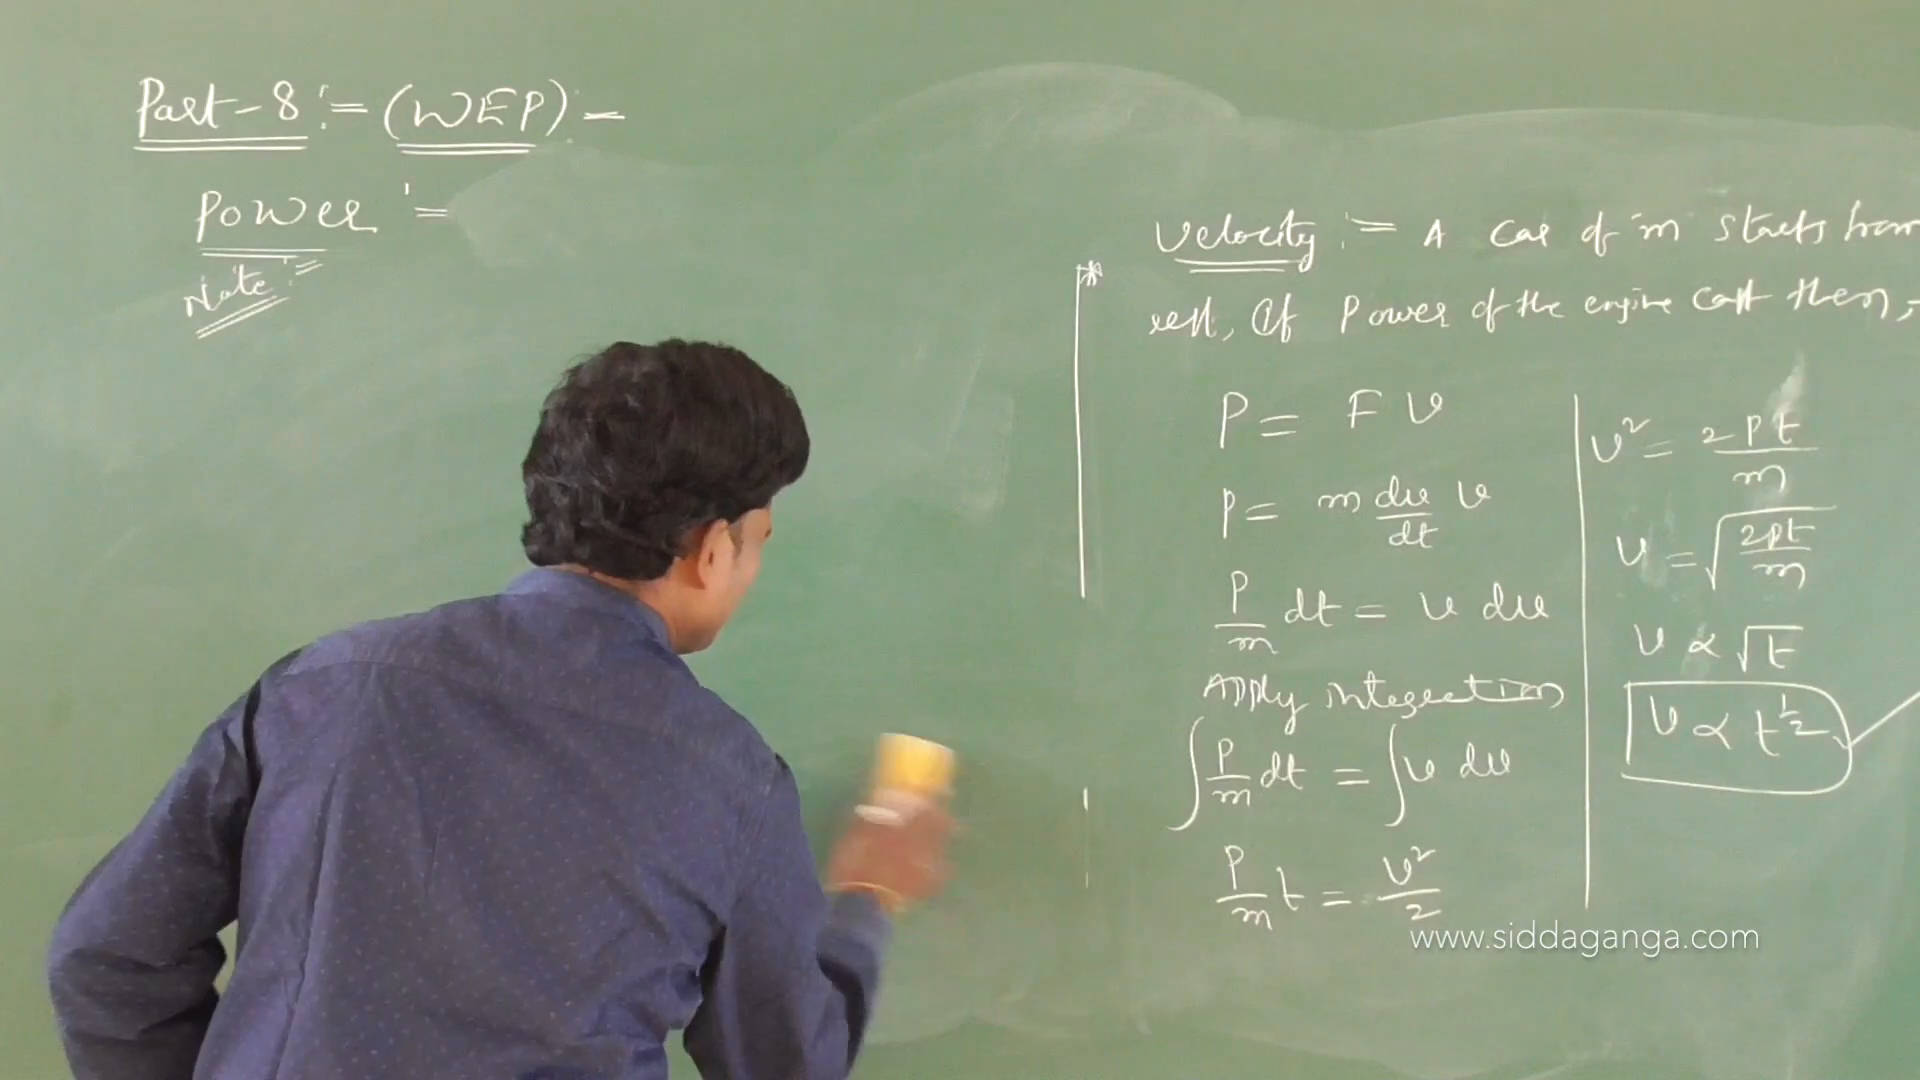 Part-8 :- (WEP):-
Power :-
Note :-
* Velocity :- A car of m starts from
rest, If Power of the engine cost then,
P = F v
P = m dv/dt v
P/m dt = v dv
Apply integration
∫ P/m dt = ∫ v dv
P/m t = v²/2
v² = 2Pt/m
v = √(2Pt/m)
v ∝ √t
v ∝ t^(1/2)
www.siddaganga.com